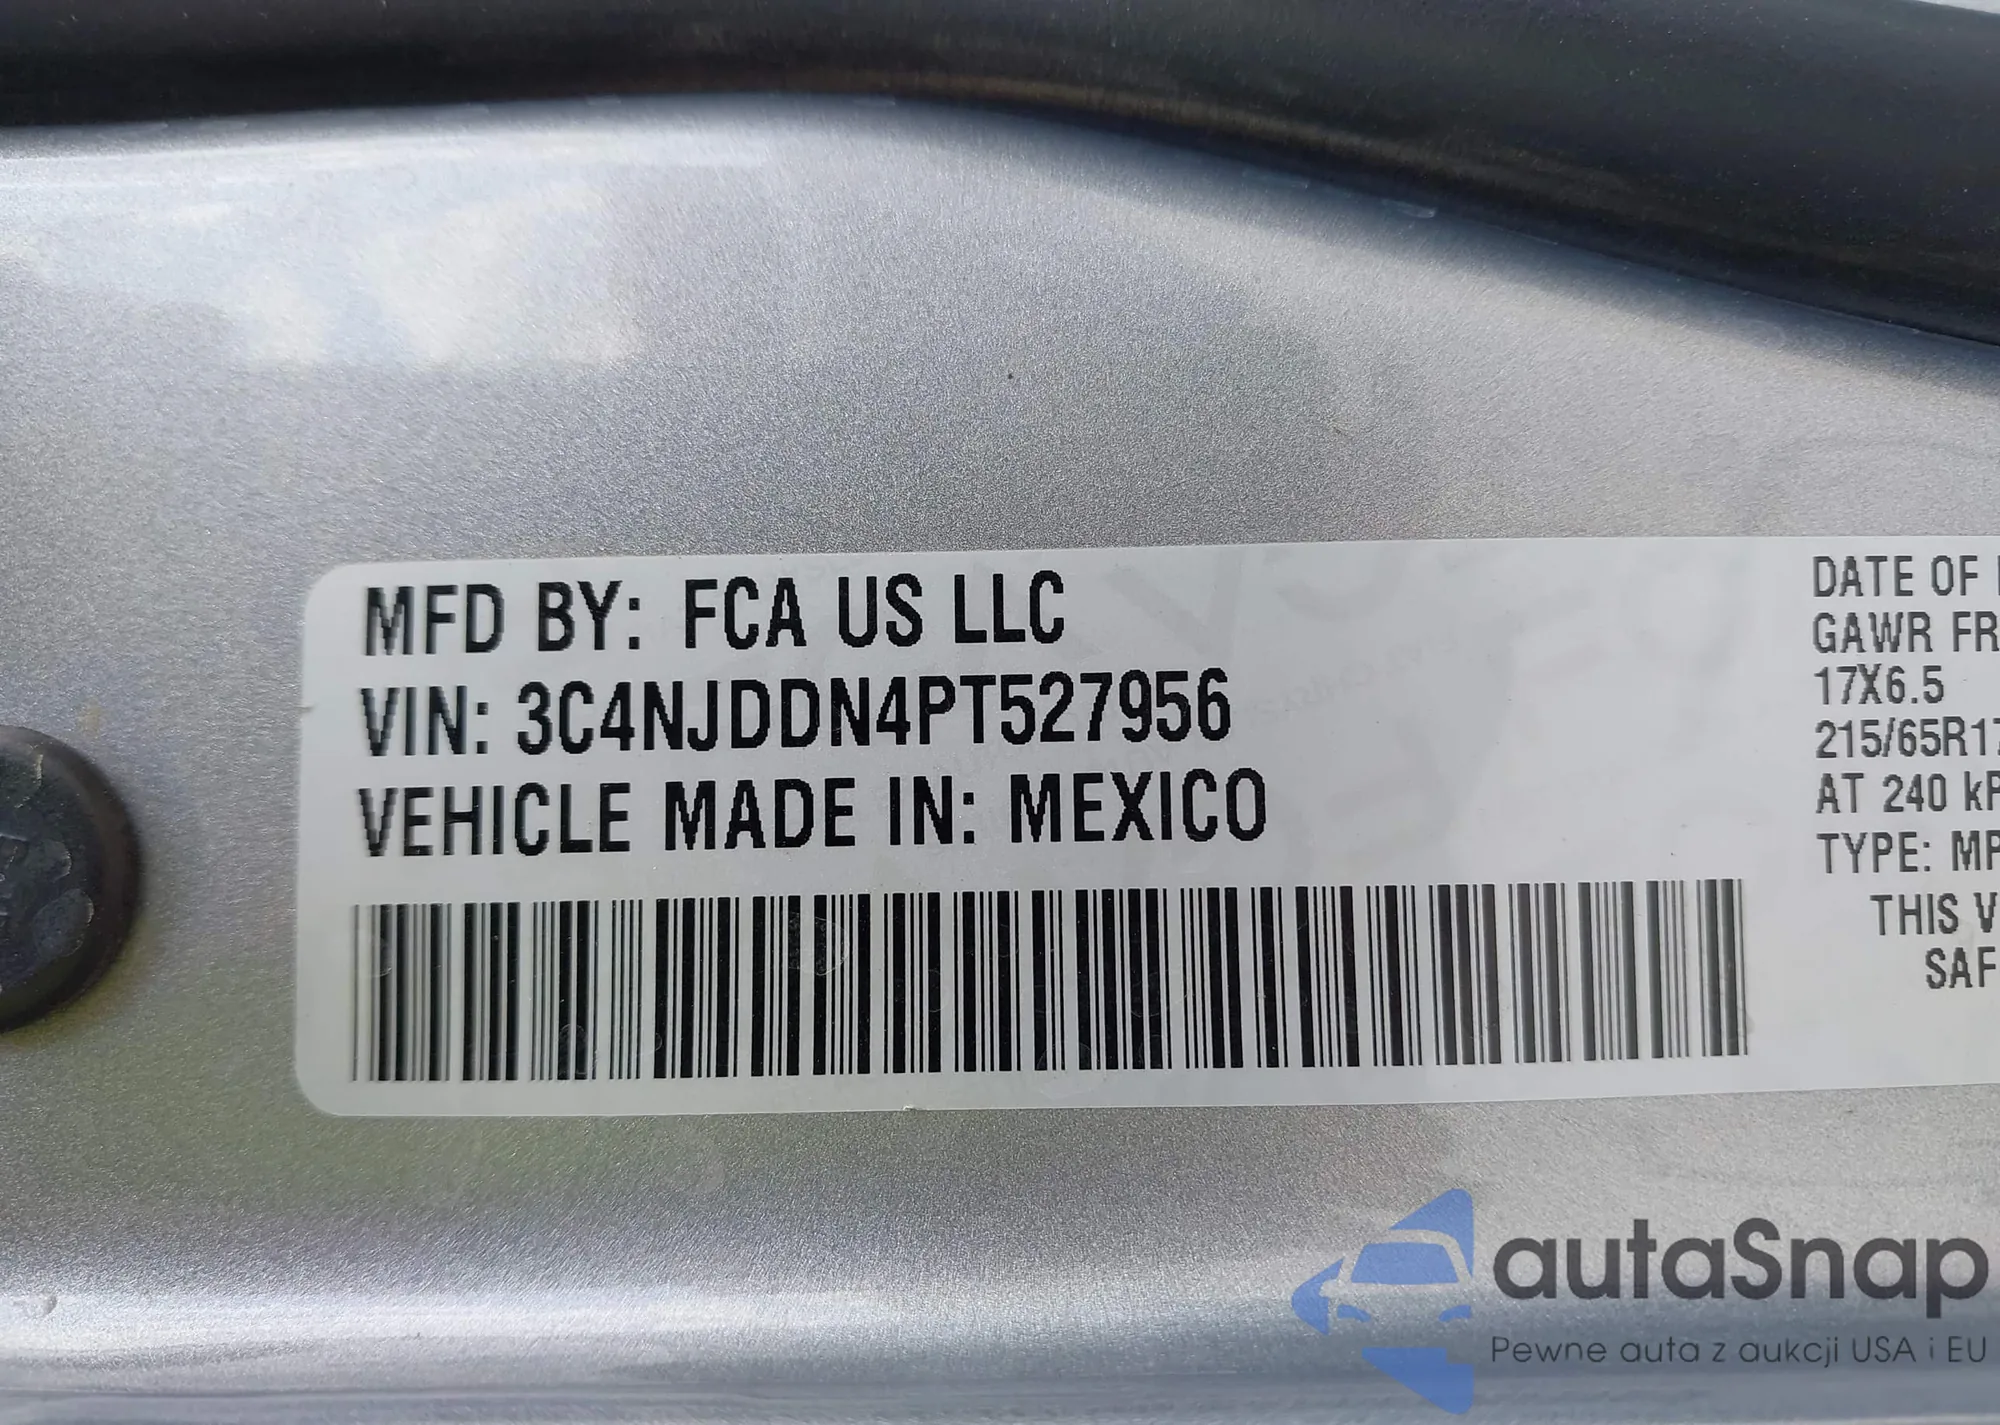 MFD BY: FCA US LLC
VIN: 3C4NJDDN4PT527956
VEHICLE MADE IN: MEXICO
DATE OF
GAWR FR
17X6.5
215/65R17
AT 240 kP
TYPE: MP
THIS V
SAF
autaSnap
Pewne auta z aukcji USA i EU